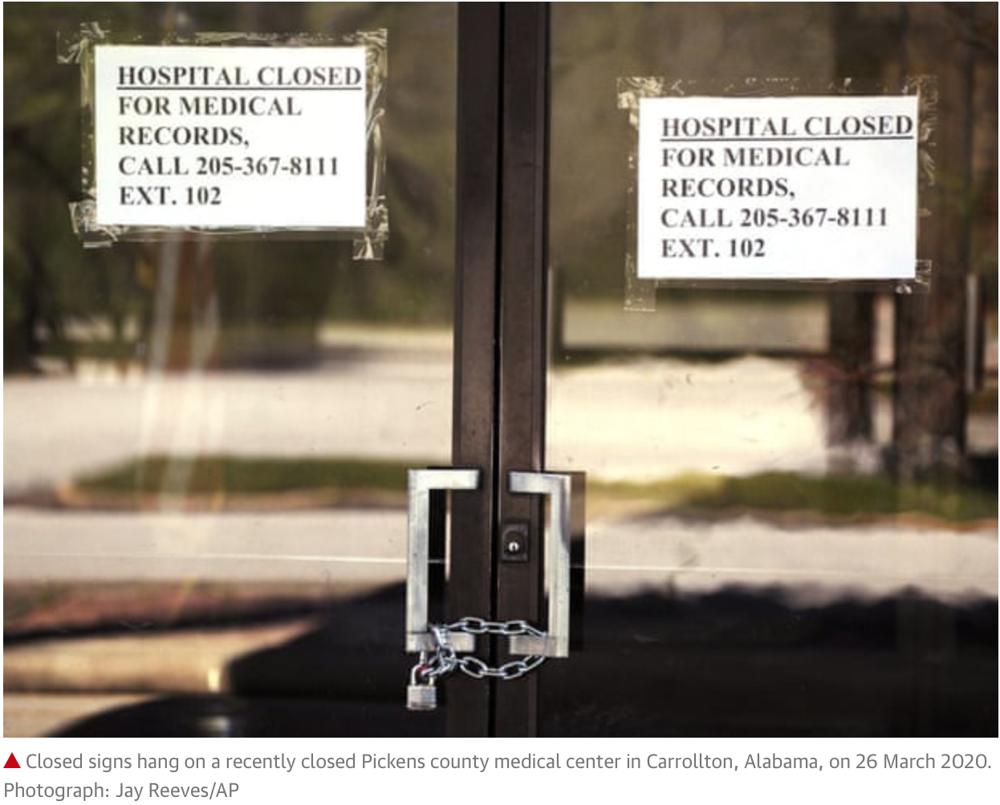 HOSPITAL CLOSED
FOR MEDICAL
RECORDS,
CALL 205-367-8111
EXT. 102
HOSPITAL CLOSED
FOR MEDICAL
RECORDS,
CALL 205-367-8111
EXT. 102
Closed signs hang on a recently closed Pickens county medical center in Carrollton, Alabama, on 26 March 2020.
Photograph: Jay Reeves/AP